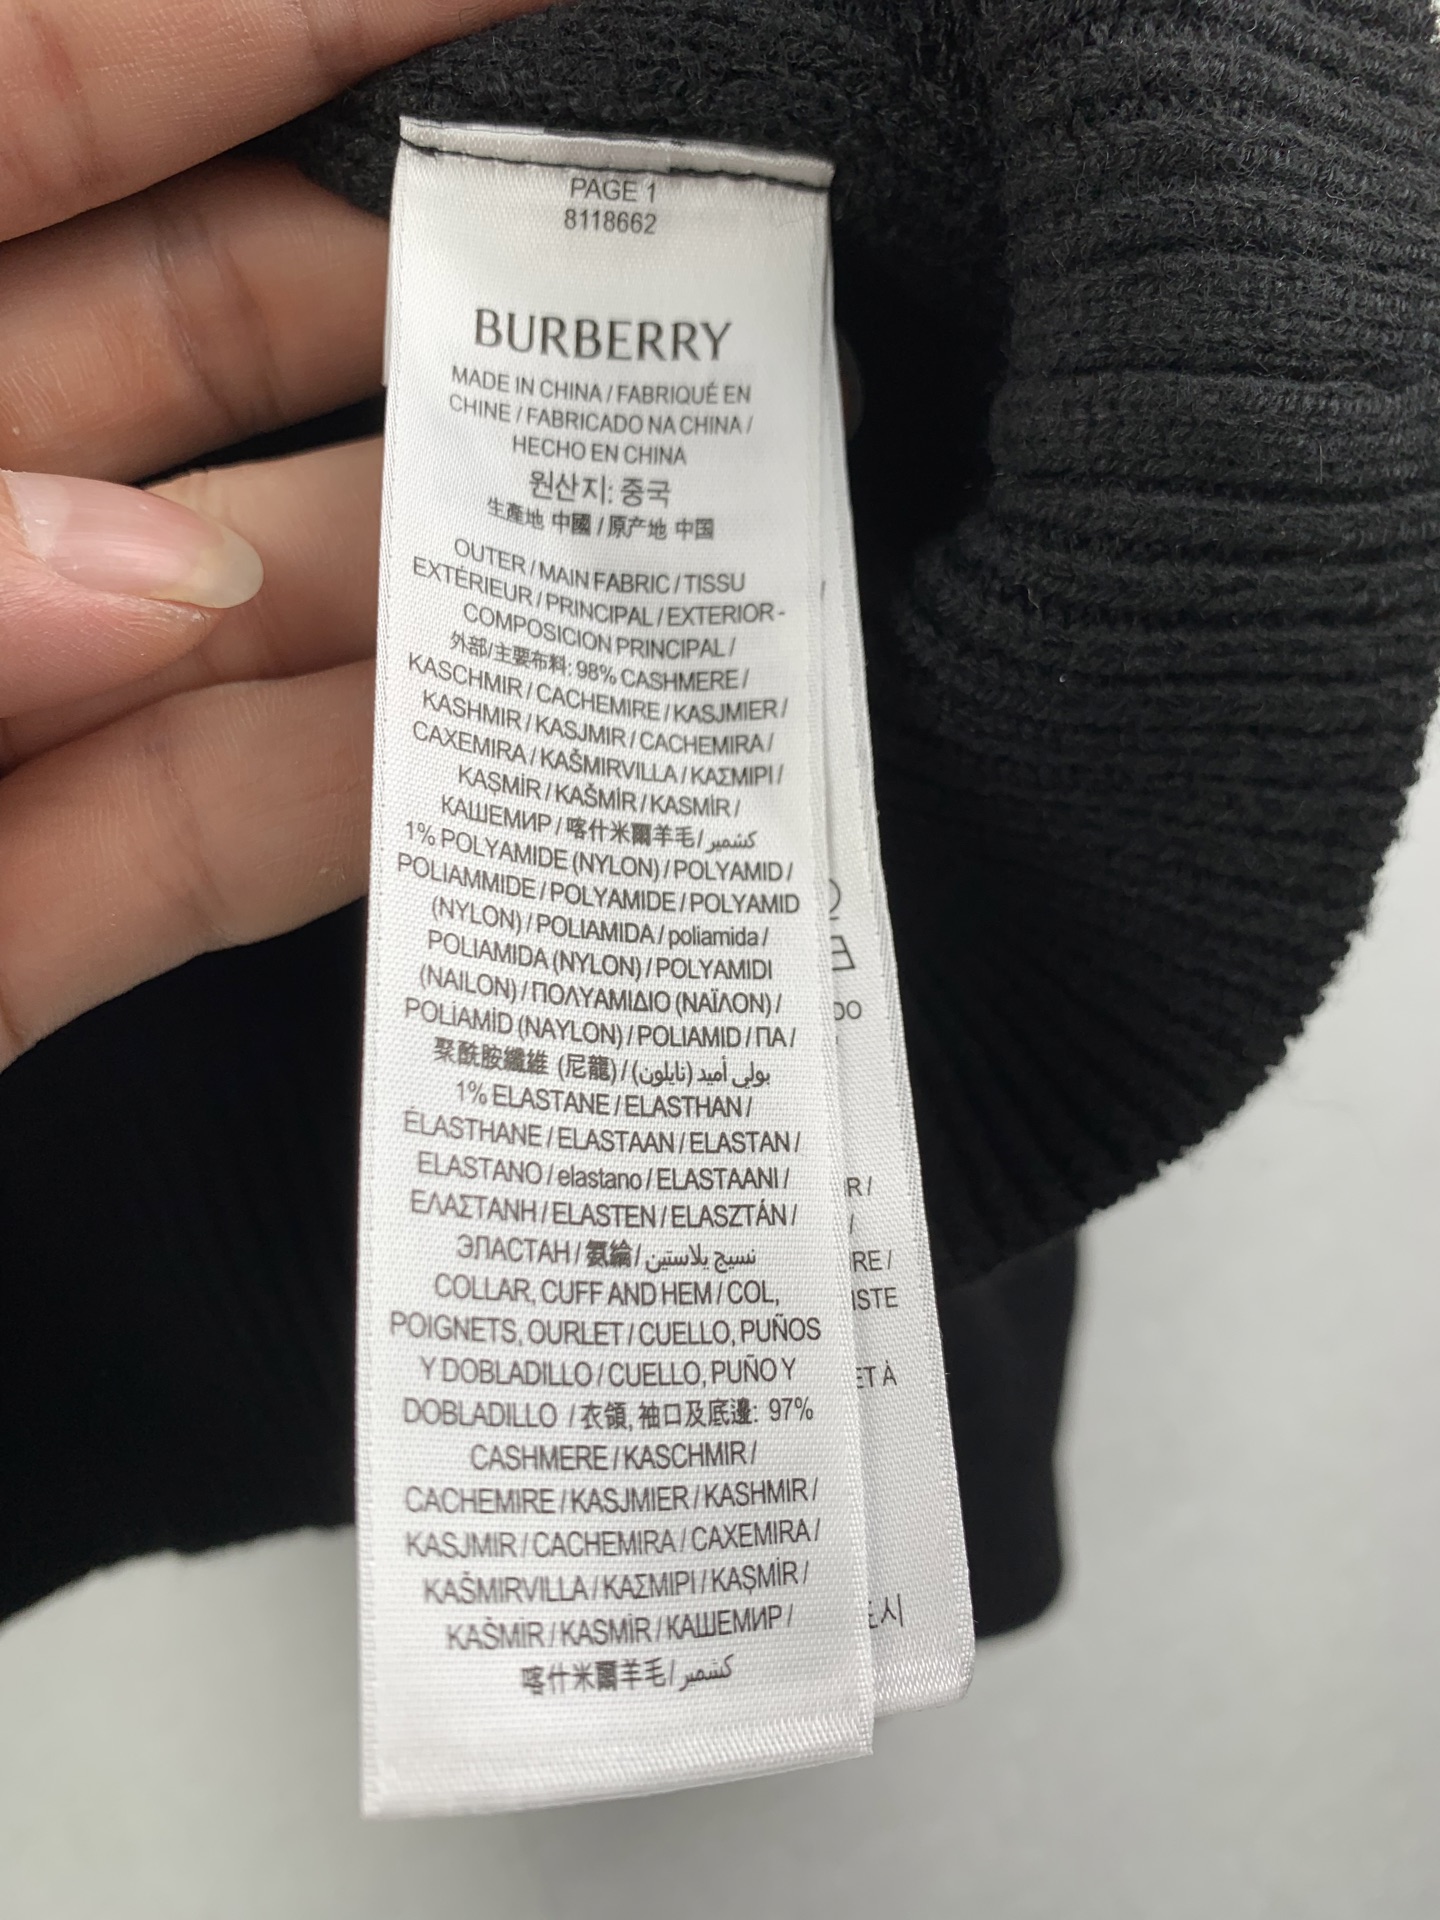 PAGE 1
8118662
BURBERRY
MADE IN CHINA / FABRIQUÉ EN
CHINE / FABRICADO NA CHINA /
HECHO EN CHINA
원산지: 중국
生產地 中國 / 原产地 中国
OUTER / MAIN FABRIC / TISSU
EXTÉRIEUR / PRINCIPAL / EXTERIOR -
COMPOSICION PRINCIPAL /
外部/主要布料: 98% CASHMERE /
KASCHMIR / CACHEMIRE / KASJMIER /
KASHMIR / KASJMIR / CACHEMIRA /
CAXEMIRA / KAŠMIRVILLA / ΚΑΣΜΙΡΙ /
KAŞMİR / KAŠMÍR / KASMÍR /
КАШЕМИР / 喀什米爾羊毛 / كشمير
1% POLYAMIDE (NYLON) / POLYAMID /
POLIAMMIDE / POLYAMIDE / POLYAMID
(NYLON) / POLIAMIDA / poliamida /
POLIAMIDA (NYLON) / POLYAMIDI
(NAILON) / ΠΟΛΥΑΜΙΔΙΟ (ΝΑΪΛΟΝ) /
POLİAMİD (NAYLON) / POLIAMID / ПА /
聚酰胺纖維 (尼龍) / بولي أميد (نايلون)
1% ELASTANE / ELASTHAN /
ÉLASTHANE / ELASTAAN / ELASTAN /
ELASTANO / elastano / ELASTAANI /
ΕΛΑΣΤΑΝΗ / ELASTEN / ELASZTÁN /
ЭЛАСТАН / 氨綸 / نسيج يلاستين
COLLAR, CUFF AND HEM / COL,
POIGNETS, OURLET / CUELLO, PUÑOS
Y DOBLADILLO / CUELLO, PUÑO Y
DOBLADILLO / 衣領, 袖口及底邊: 97%
CASHMERE / KASCHMIR /
CACHEMIRE / KASJMIER / KASHMIR /
KASJMIR / CACHEMIRA / CAXEMIRA /
KAŠMIRVILLA / ΚΑΣΜΙΡΙ / KAŞMİR /
KAŠMÍR / KASMÍR / КАШЕМИР /
喀什米爾羊毛 / كشمير
R /
/
RE /
ISTE
ET À